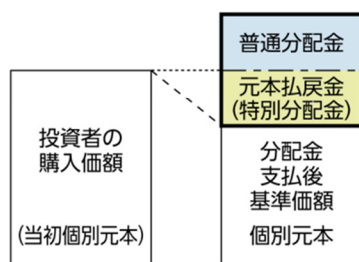 普通分配金
元本払戻金
(特別分配金)
投資者の
購入価額
(当初個別元本)
分配金
支払後
基準価額
個別元本